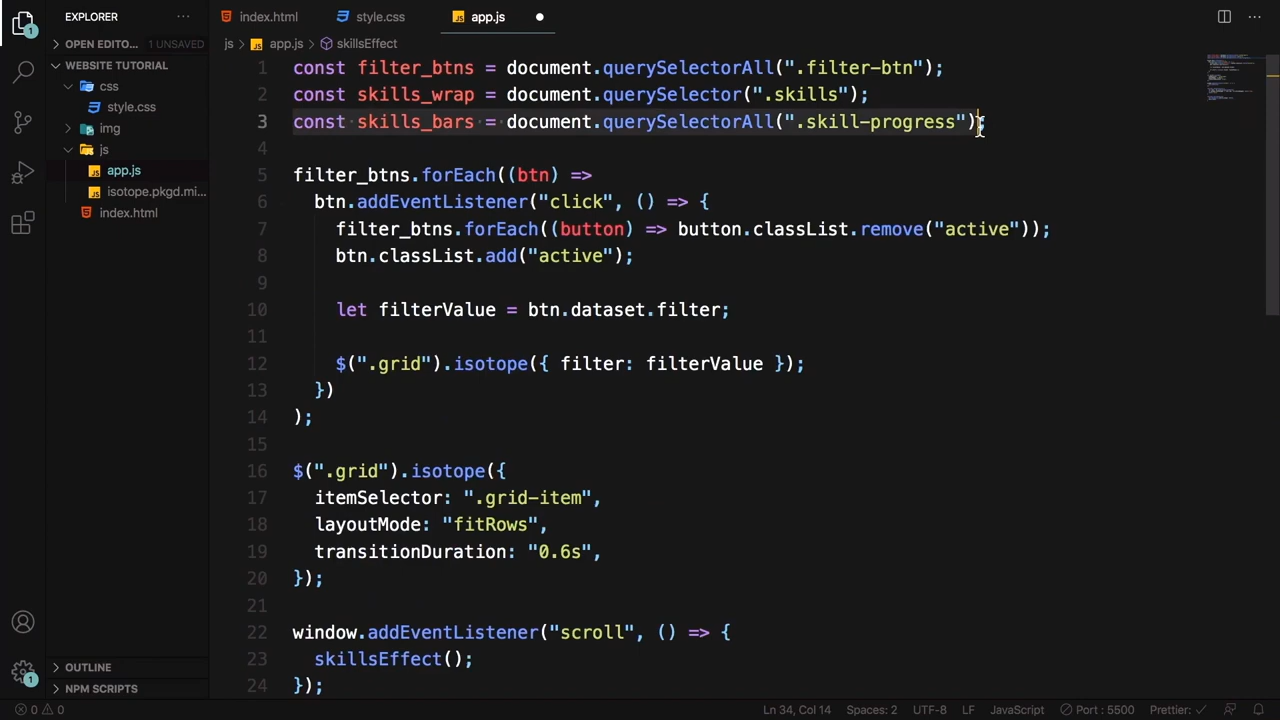 EXPLORER
OPEN EDITO... 1 UNSAVED
WEBSITE TUTORIAL
css
style.css
img
js
app.js
isotope.pkgd.mi...
index.html
OUTLINE
NPM SCRIPTS
1
1
index.html style.css app.js
js app.js skillsEffect
1 const filter_btns = document.querySelectorAll(".filter-btn");
2 const skills_wrap = document.querySelector(".skills");
3 const skills_bars = document.querySelectorAll(".skill-progress");
4
5 filter_btns.forEach((btn) =>
6 btn.addEventListener("click", () => {
7 filter_btns.forEach((button) => button.classList.remove("active"));
8 btn.classList.add("active");
9
10 let filterValue = btn.dataset.filter;
11
12 $(".grid").isotope({ filter: filterValue });
13 })
14 );
15
16 $(".grid").isotope({
17 itemSelector: ".grid-item",
18 layoutMode: "fitRows",
19 transitionDuration: "0.6s",
20 });
21
22 window.addEventListener("scroll", () => {
23 skillsEffect();
24 });
0 0 Ln 34, Col 14 Spaces: 2 UTF-8 LF JavaScript Port : 5500 Prettier: